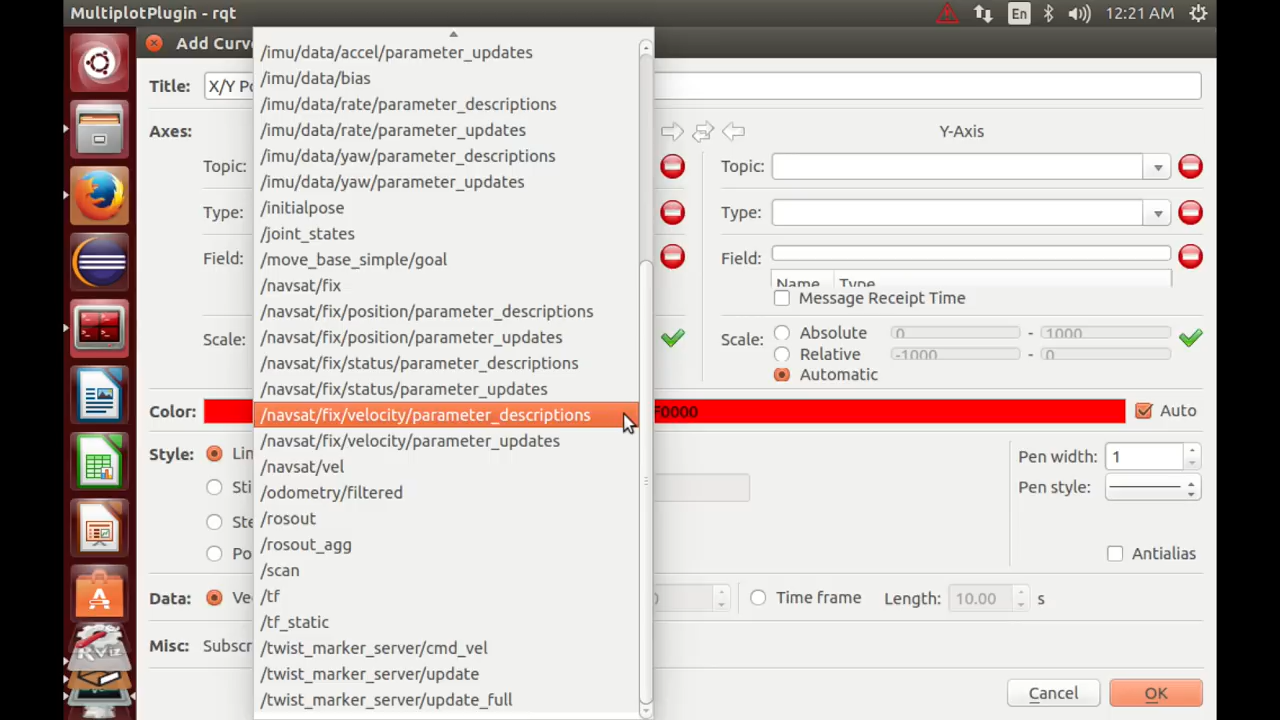 MultiplotPlugin - rqt
En
12:21 AM
Add Curv
Title:
X/Y Po
Axes:
Y-Axis
Topic:
Topic:
Type:
Type:
Field:
Field:
Name
Type
Message Receipt Time
Scale:
Scale:
Absolute
0
-
1000
Relative
-1000
-
0
Automatic
/imu/data/accel/parameter_updates
/imu/data/bias
/imu/data/rate/parameter_descriptions
/imu/data/rate/parameter_updates
/imu/data/yaw/parameter_descriptions
/imu/data/yaw/parameter_updates
/initialpose
/joint_states
/move_base_simple/goal
/navsat/fix
/navsat/fix/position/parameter_descriptions
/navsat/fix/position/parameter_updates
/navsat/fix/status/parameter_descriptions
/navsat/fix/status/parameter_updates
/navsat/fix/velocity/parameter_descriptions
/navsat/fix/velocity/parameter_updates
/navsat/vel
/odometry/filtered
/rosout
/rosout_agg
/scan
/tf
/tf_static
/twist_marker_server/cmd_vel
/twist_marker_server/update
/twist_marker_server/update_full
Color:
F0000
Auto
Style:
Lin
Sti
Ste
Po
Pen width:
1
Pen style:
Antialias
Data:
Ve
0
Time frame
Length:
10.00
s
Misc:
Subscr
Cancel
OK
RViz